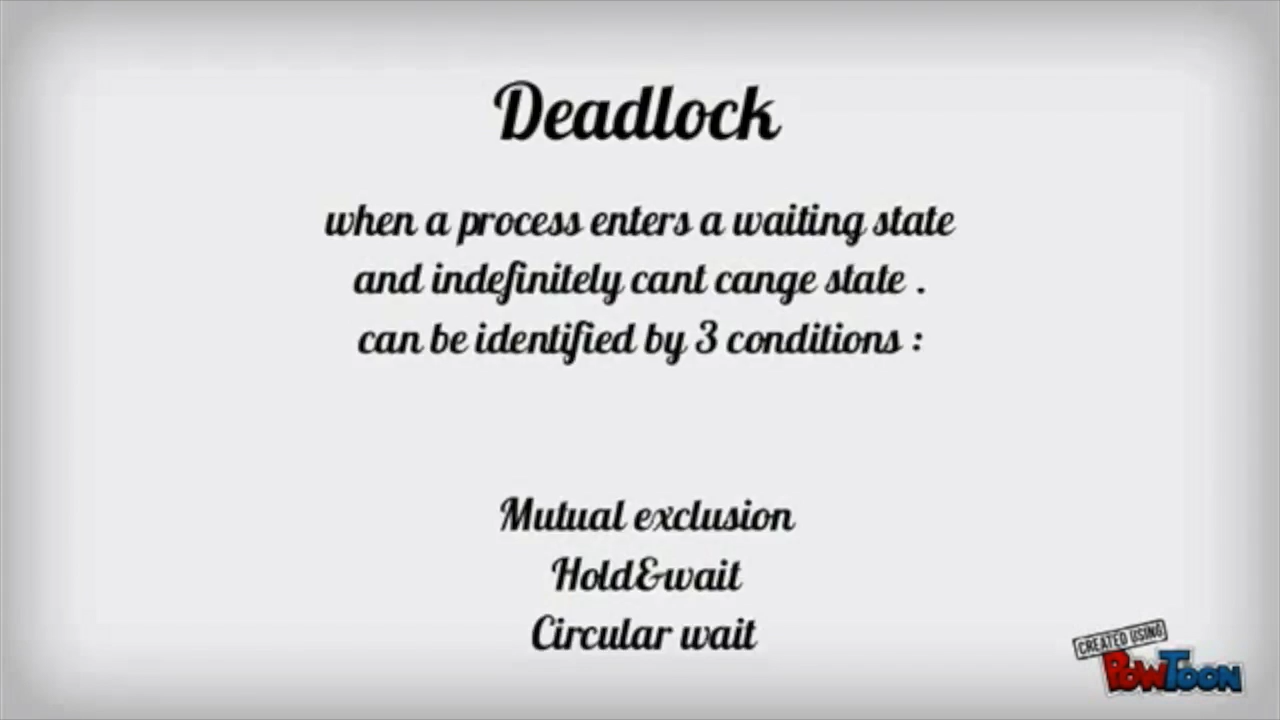 Deadlock
when a process enters a waiting state
and indefinitely cant cange state .
can be identified by 3 conditions :
Mutual exclusion
Hold&wait
Circular wait
CREATED USING
POWTOON